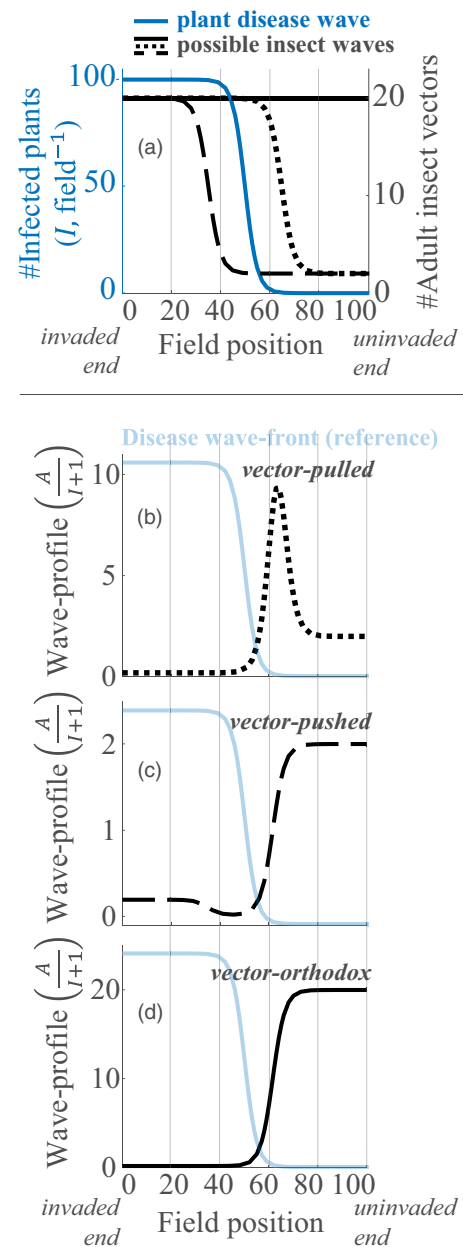 plant disease wave
possible insect waves
#Infected plants
(I, field⁻¹)
100
50
0
(a)
20
10
0
#Adult insect vectors
0 20 40 60 80 100
invaded
end
Field position
uninvaded
end
Disease wave-front (reference)
Wave-profile (A/I+1)
10
5
0
(b)
vector-pulled
Wave-profile (A/I+1)
2
1
0
(c)
vector-pushed
Wave-profile (A/I+1)
20
10
0
(d)
vector-orthodox
0 20 40 60 80 100
invaded
end
Field position
uninvaded
end